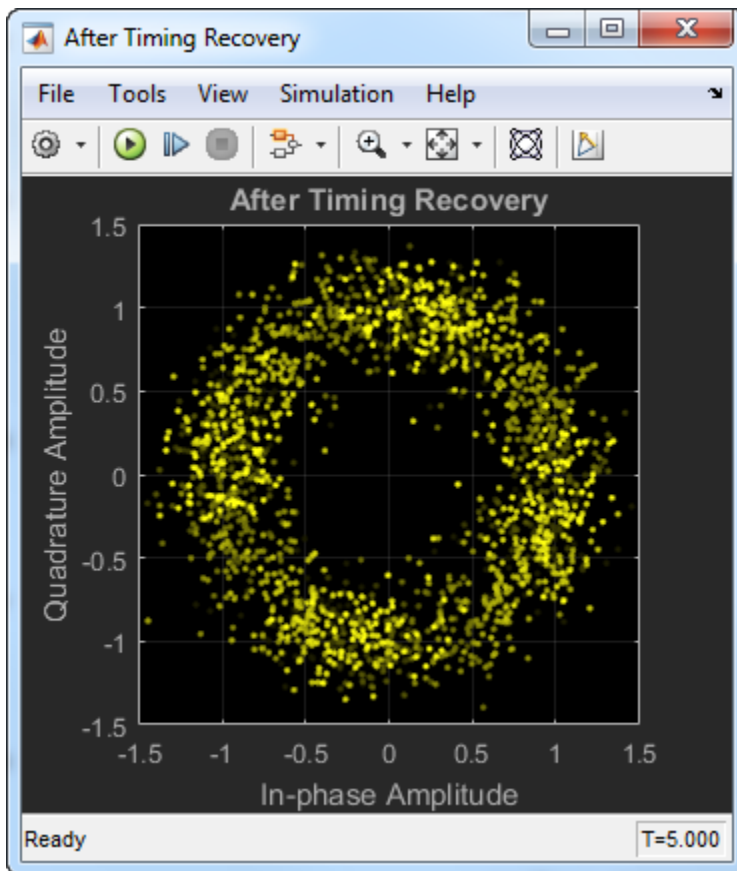 After Timing Recovery
File Tools View Simulation Help
After Timing Recovery
1.5
1
0.5
0
-0.5
-1
-1.5
Quadrature Amplitude
-1.5 -1 -0.5 0 0.5 1 1.5
In-phase Amplitude
Ready T=5.000